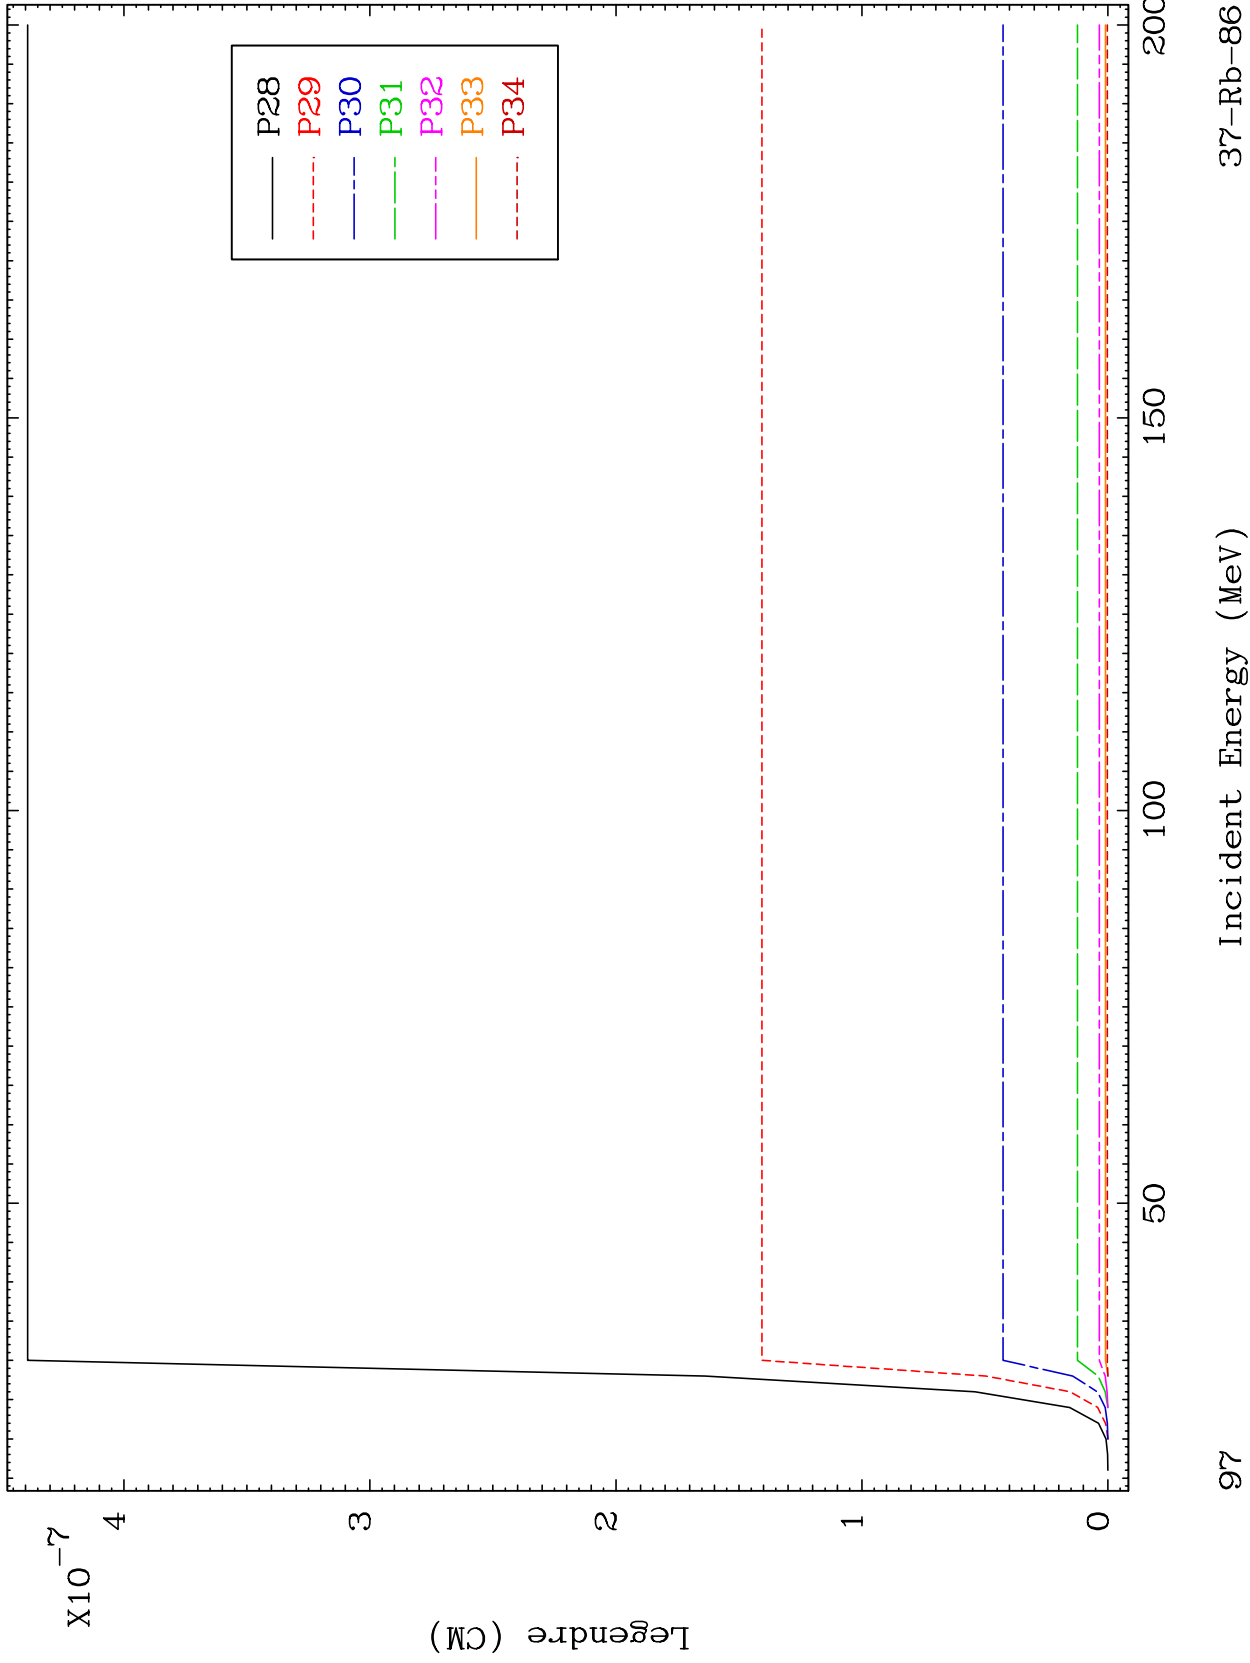 X10-7
4
3
2
1
0
Legendre (CM)
P28
P29
P30
P31
P32
P33
P34
50
100
150
200
97
Incident Energy (MeV)
37-Rb-86